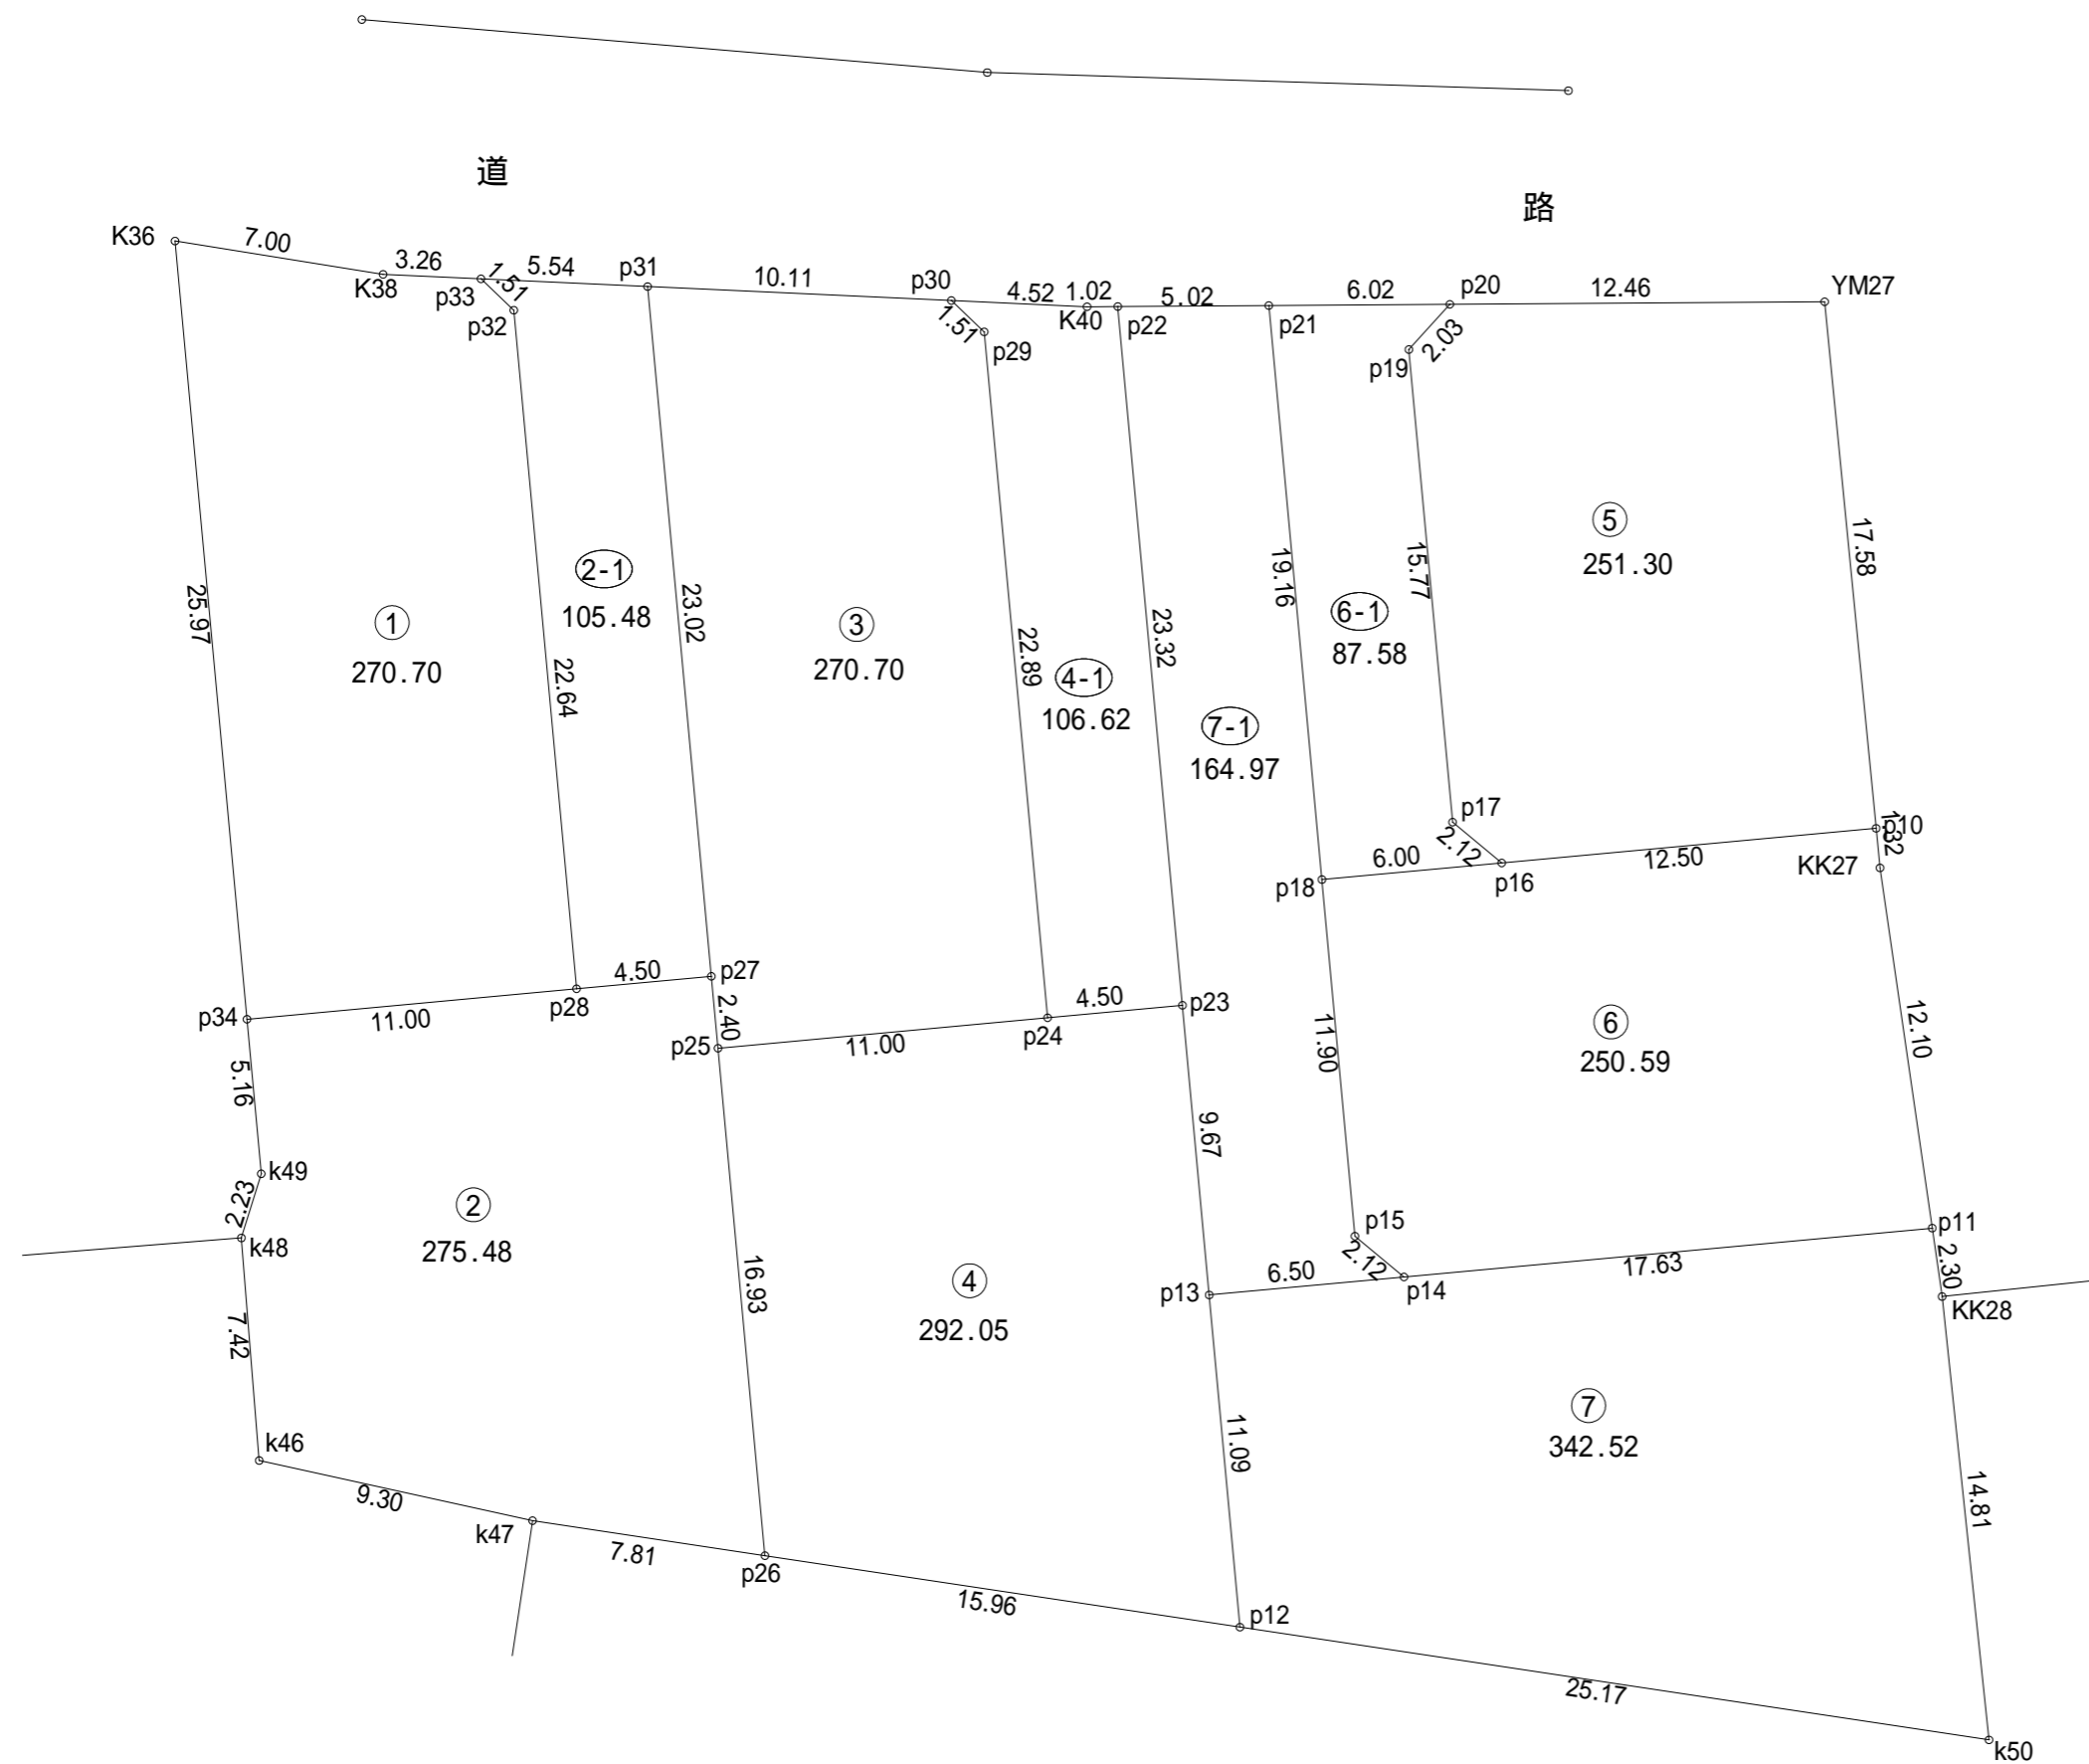 道
路
K36
7.00
K38
3.26
p33
1.51
p32
5.54
p31
10.11
p30
1.51
p29
4.52
K40
1.02
p22
5.02
p21
6.02
p20
2.03
p19
12.46
YM27
25.97
①
270.70
22.64
2-1
105.48
23.02
③
270.70
22.89
4-1
106.62
23.32
7-1
164.97
19.16
6-1
87.58
15.77
⑤
251.30
17.58
p17
2.12
p16
p18
6.00
12.50
p10
1.32
KK27
p34
11.00
p28
4.50
p27
2.40
p25
11.00
p24
4.50
p23
5.16
k49
2.23
k48
7.42
②
275.48
16.93
④
292.05
9.67
11.90
⑥
250.59
12.10
p15
2.12
p14
p13
6.50
17.63
p11
2.30
KK28
11.09
⑦
342.52
14.81
k46
9.30
k47
7.81
p26
15.96
p12
25.17
k50